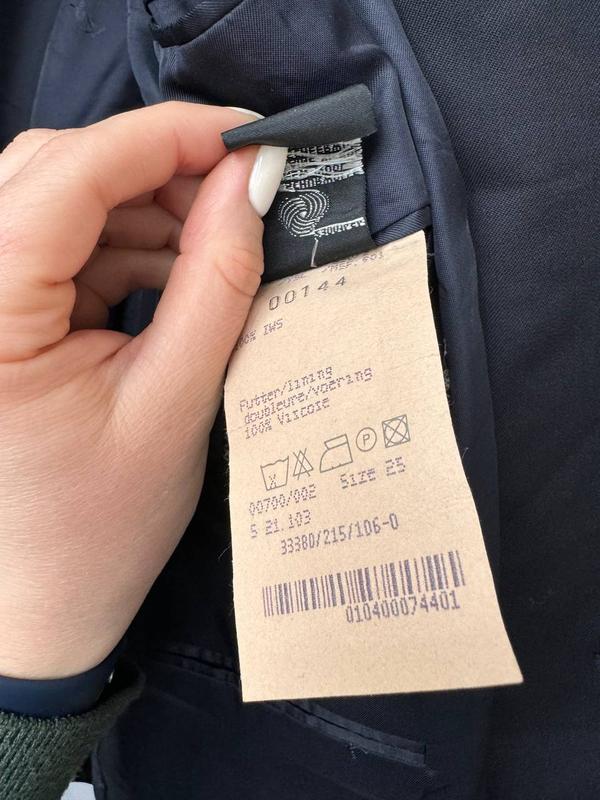 00144
IWS
Futter/lining
doublure/voering
100% Viscose
P
00700/002 Size 25
S 21.103
33380/215/106-0
010400074401